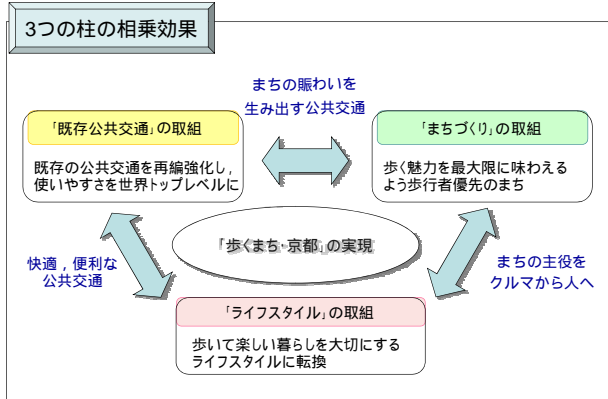 3つの柱の相乗効果
まちの賑わいを
生み出す公共交通
「既存公共交通」の取組
既存の公共交通を再編強化し，
使いやすさを世界トップレベルに
「まちづくり」の取組
歩く魅力を最大限に味わえる
よう歩行者優先のまち
「歩くまち・京都」の実現
快適，便利な
公共交通
まちの主役を
クルマから人へ
「ライフスタイル」の取組
歩いて楽しい暮らしを大切にする
ライフスタイルに転換